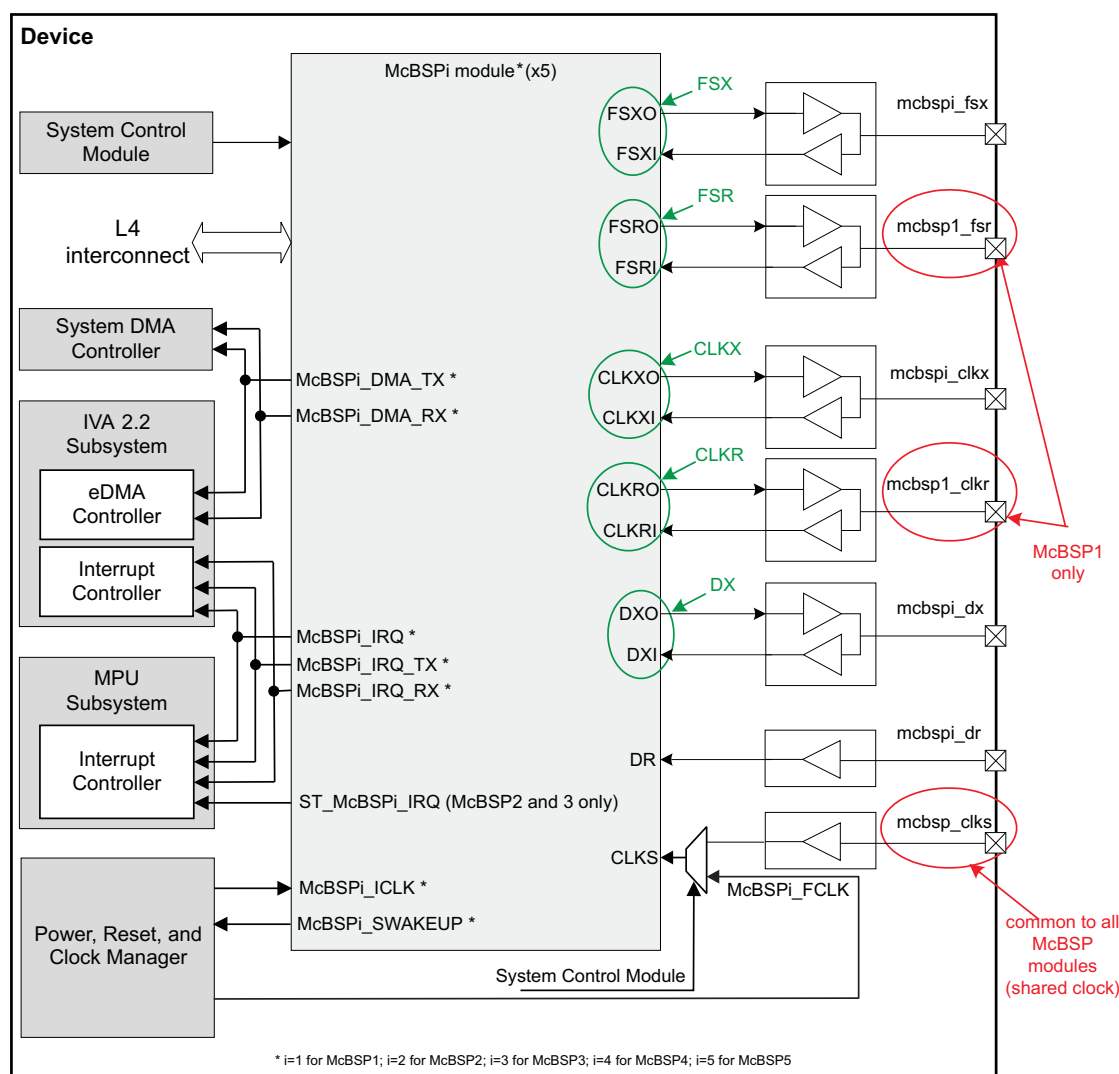 Device
McBSPi module* (x5)
System Control
Module
L4
interconnect
System DMA
Controller
McBSPi_DMA_TX *
McBSPi_DMA_RX *
IVA 2.2
Subsystem
eDMA
Controller
Interrupt
Controller
McBSPi_IRQ *
McBSPi_IRQ_TX *
McBSPi_IRQ_RX *
MPU
Subsystem
Interrupt
Controller
ST_McBSPi_IRQ (McBSP2 and 3 only)
Power, Reset, and
Clock Manager
McBSPi_ICLK *
McBSPi_SWAKEUP *
System Control Module
FSX
FSXO
FSXI
mcbspi_fsx
FSR
FSRO
FSRI
mcbsp1_fsr
CLKX
CLKXO
CLKXI
mcbspi_clkx
CLKR
CLKRO
CLKRI
mcbsp1_clkr
McBSP1
only
DX
DXO
DXI
mcbspi_dx
DR
mcbspi_dr
CLKS
mcbsp_clks
McBSPi_FCLK
common to all
McBSP
modules
(shared clock)
* i=1 for McBSP1; i=2 for McBSP2; i=3 for McBSP3; i=4 for McBSP4; i=5 for McBSP5